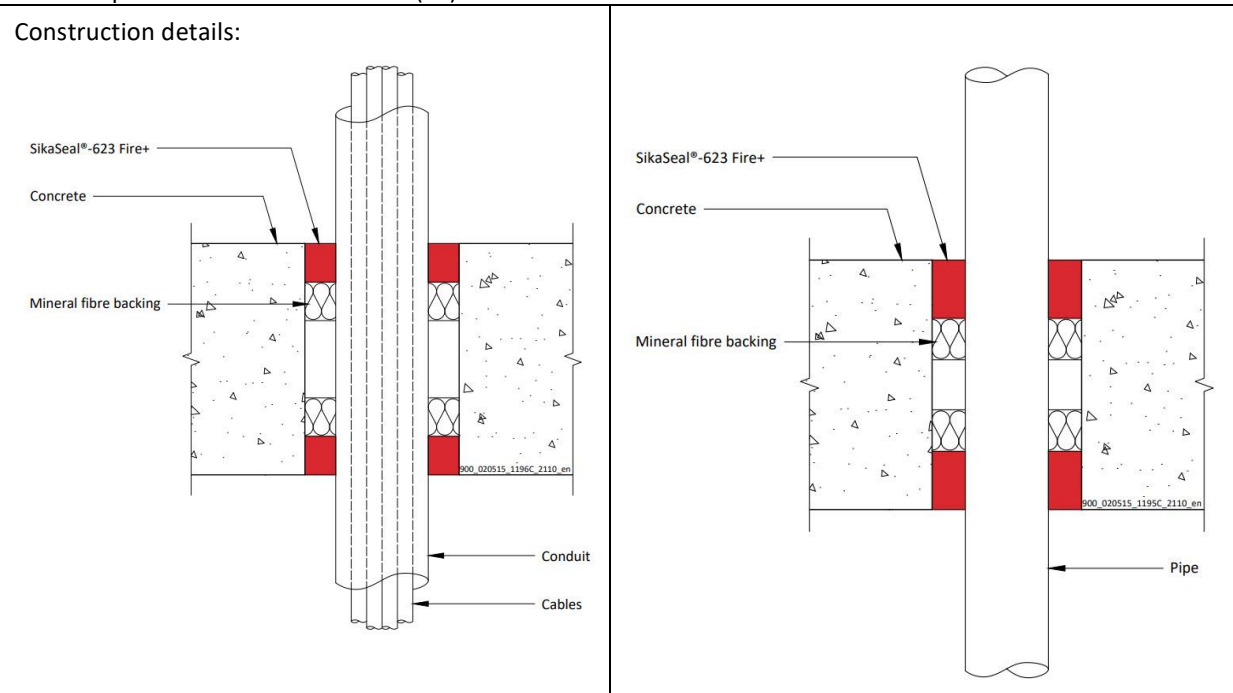 Construction details:
SikaSeal®-623 Fire+
Concrete
Mineral fibre backing
900_020515_1196C_2110_en
Conduit
Cables
SikaSeal®-623 Fire+
Concrete
Mineral fibre backing
900_020515_1195C_2110_en
Pipe